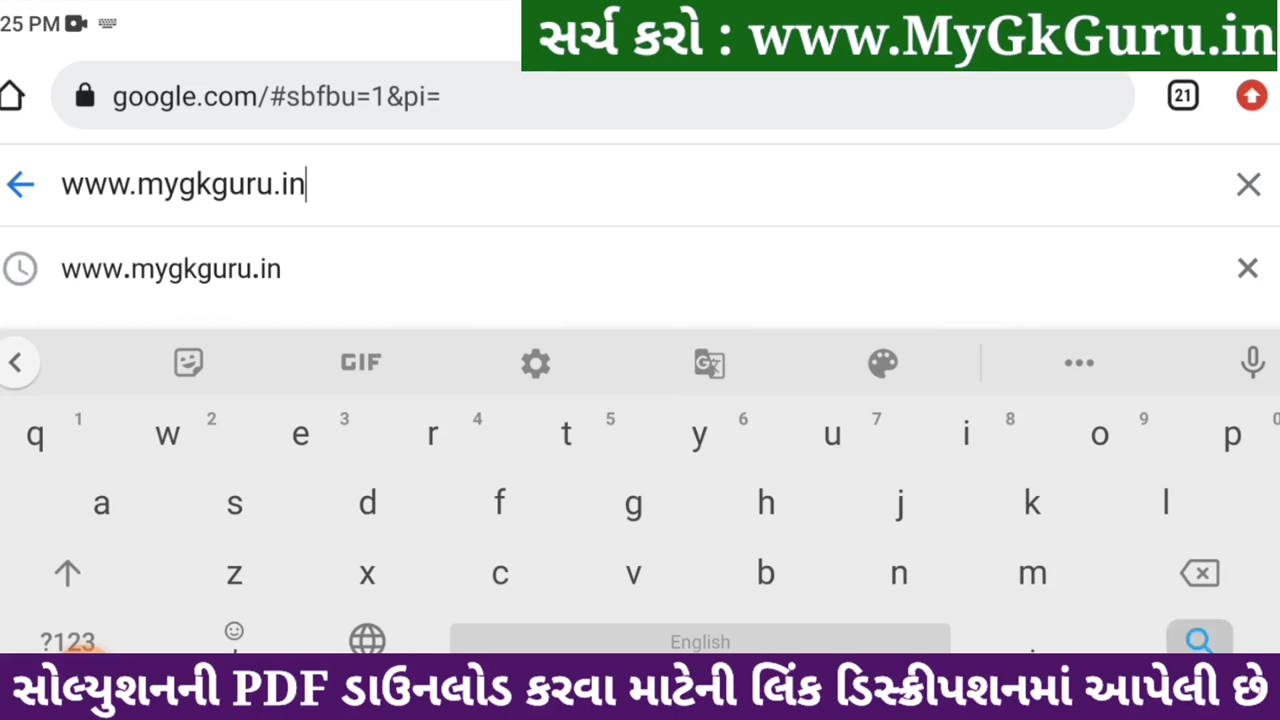 25 PM
સર્ચ કરો : www.MyGkGuru.in
google.com/#sbfbu=1&pi=
21
www.mygkguru.in
www.mygkguru.in
GIF
q 1 w 2 e 3 r 4 t 5 y 6 u 7 i 8 o 9 p 0
a s d f g h j k l
z x c v b n m
?123 English
સોલ્યુશનની PDF ડાઉનલોડ કરવા માટેની લિંક ડિસ્ક્રીપશનમાં આપેલી છે